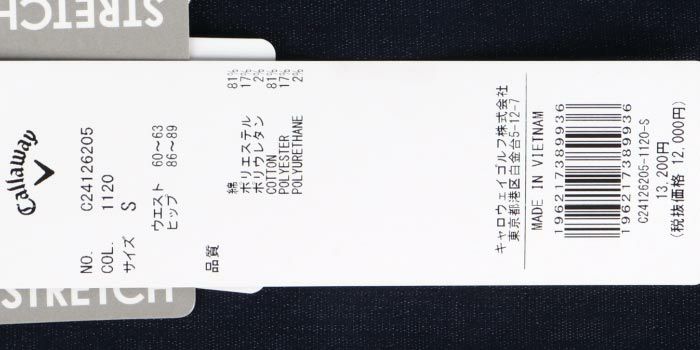 STRETCH
Callaway
NO. C24126205
COL. 1120
サイズ S
ウエスト 60～63
ヒップ 86～89
品質
綿 81%
ポリエステル 17%
ポリウレタン 2%
COTTON 81%
POLYESTER 17%
POLYURETHANE 2%
キャロウェイゴルフ株式会社
東京都港区白金台5-12-7
MADE IN VIETNAM
196217389936
196217389936
C24126205-1120-S
13,200円
(税抜価格 12,000円)
STRETCH